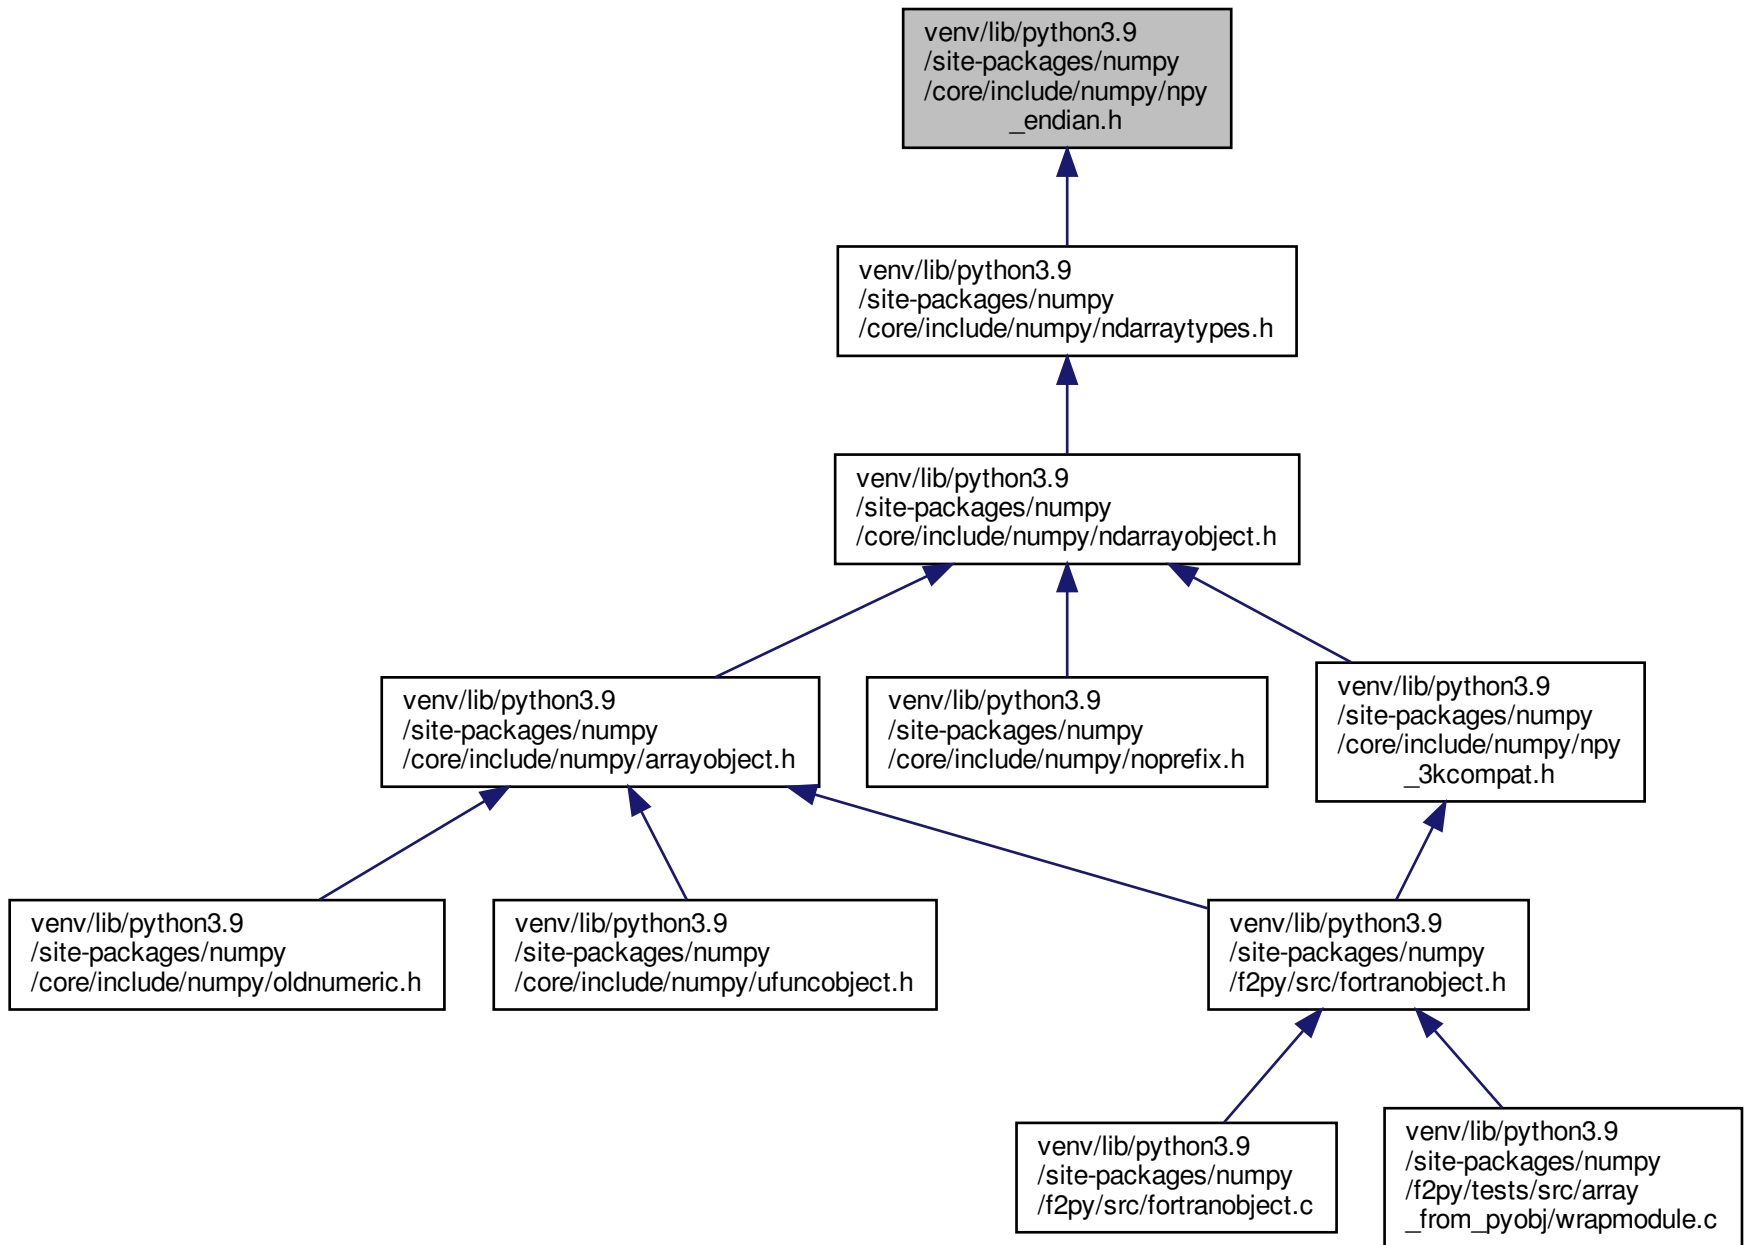 venv/lib/python3.9
/site-packages/numpy
/core/include/numpy/npy
_endian.h
venv/lib/python3.9
/site-packages/numpy
/core/include/numpy/ndarraytypes.h
venv/lib/python3.9
/site-packages/numpy
/core/include/numpy/ndarrayobject.h
venv/lib/python3.9
/site-packages/numpy
/core/include/numpy/arrayobject.h
venv/lib/python3.9
/site-packages/numpy
/core/include/numpy/noprefix.h
venv/lib/python3.9
/site-packages/numpy
/core/include/numpy/npy
_3kcompat.h
venv/lib/python3.9
/site-packages/numpy
/core/include/numpy/oldnumeric.h
venv/lib/python3.9
/site-packages/numpy
/core/include/numpy/ufuncobject.h
venv/lib/python3.9
/site-packages/numpy
/f2py/src/fortranobject.h
venv/lib/python3.9
/site-packages/numpy
/f2py/src/fortranobject.c
venv/lib/python3.9
/site-packages/numpy
/f2py/tests/src/array
_from_pyobj/wrapmodule.c